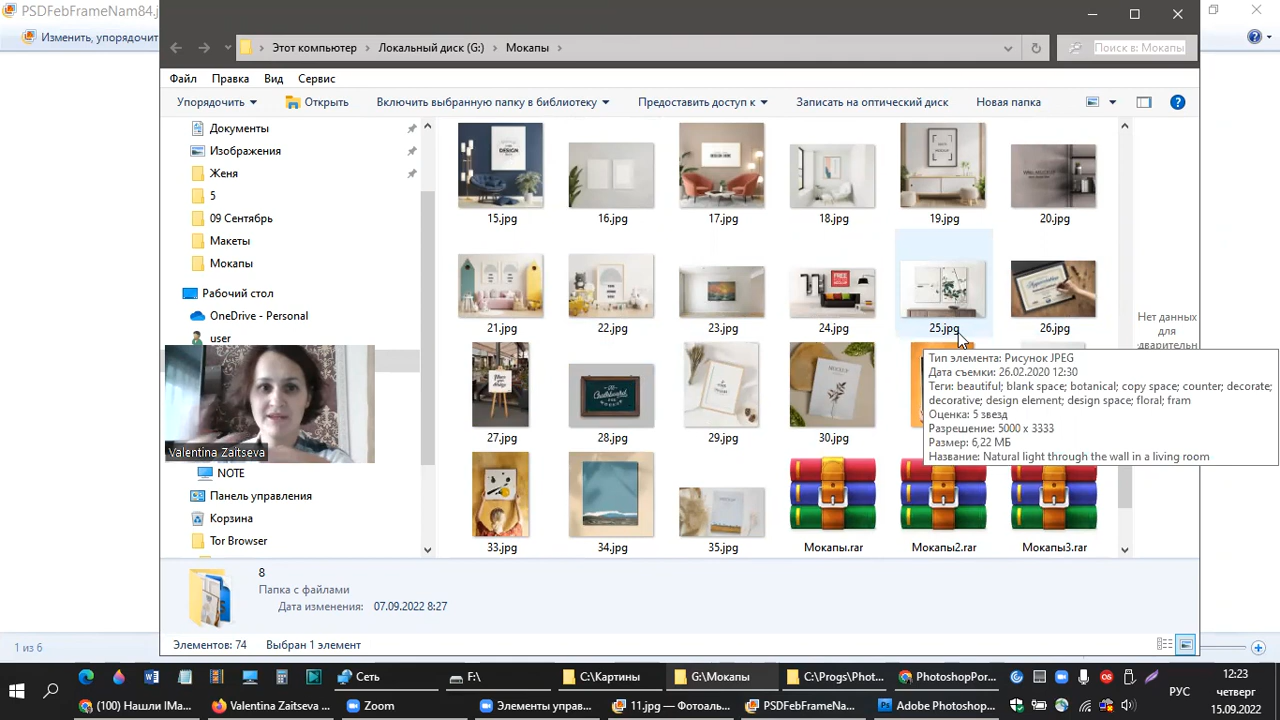 PSDFebFrameNam84.j
Изменить, упорядочит
Этот компьютер
Локальный диск (G:)
Мокапы
Поиск в: Мокапы
Файл
Правка
Вид
Сервис
Упорядочить
Открыть
Включить выбранную папку в библиотеку
Предоставить доступ к
Записать на оптический диск
Новая папка
Документы
Изображения
Женя
5
09 Сентябрь
Макеты
Мокапы
Рабочий стол
OneDrive - Personal
user
Valentina Zaitseva
NOTE
Панель управления
Корзина
Tor Browser
15.jpg
16.jpg
17.jpg
18.jpg
19.jpg
20.jpg
21.jpg
22.jpg
23.jpg
24.jpg
25.jpg
26.jpg
27.jpg
28.jpg
29.jpg
30.jpg
33.jpg
34.jpg
35.jpg
Мокапы.rar
Мокапы2.rar
Мокапы3.rar
Нет данных
для
дварительн
Тип элемента: Рисунок JPEG
Дата съемки: 26.02.2020 12:30
Теги: beautiful; blank space; botanical; copy space; counter; decorate;
decorative; design element; design space; floral; fram
Оценка: 5 звезд
Разрешение: 5000 x 3333
Размер: 6,22 МБ
Название: Natural light through the wall in a living room
8
Папка с файлами
Дата изменения: 07.09.2022 8:27
Элементов: 74
Выбран 1 элемент
1 из 6
Сеть
F:\
C:\Картины
G:\Мокапы
C:\Progs\Phot...
PhotoshopPor...
РУС
12:23
четверг
15.09.2022
(100) Нашли IMa...
Valentina Zaitseva ...
Zoom
Элементы управ...
11.jpg — Фотоаль...
PSDFebFrameNa...
Adobe Photoshop ...